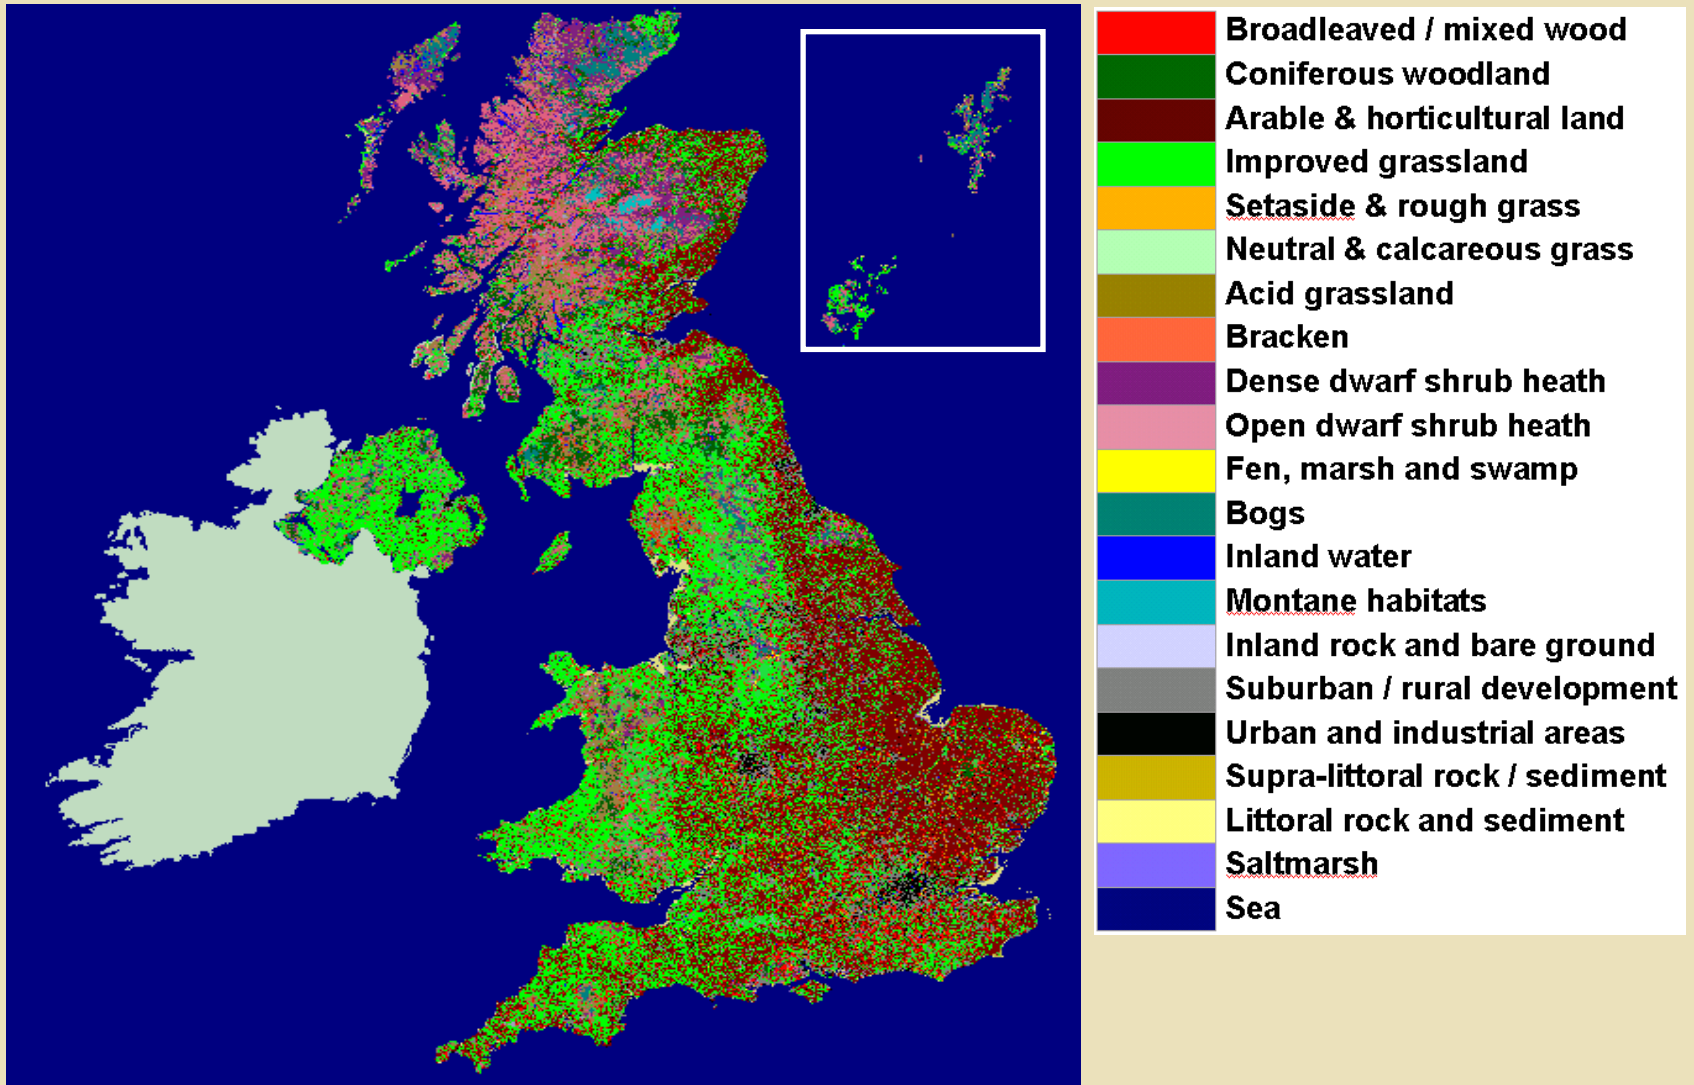 Broadleaved / mixed wood
Coniferous woodland
Arable & horticultural land
Improved grassland
Setaside & rough grass
Neutral & calcareous grass
Acid grassland
Bracken
Dense dwarf shrub heath
Open dwarf shrub heath
Fen, marsh and swamp
Bogs
Inland water
Montane habitats
Inland rock and bare ground
Suburban / rural development
Urban and industrial areas
Supra-littoral rock / sediment
Littoral rock and sediment
Saltmarsh
Sea